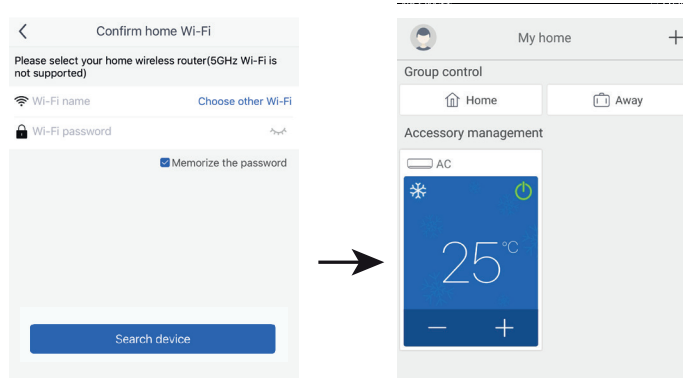 Confirm home Wi-Fi
Please select your home wireless router(5GHz Wi-Fi is
not supported)
Wi-Fi name Choose other Wi-Fi
Wi-Fi password
Memorize the password
Search device
My home
Group control
Home Away
Accessory management
AC
25°C